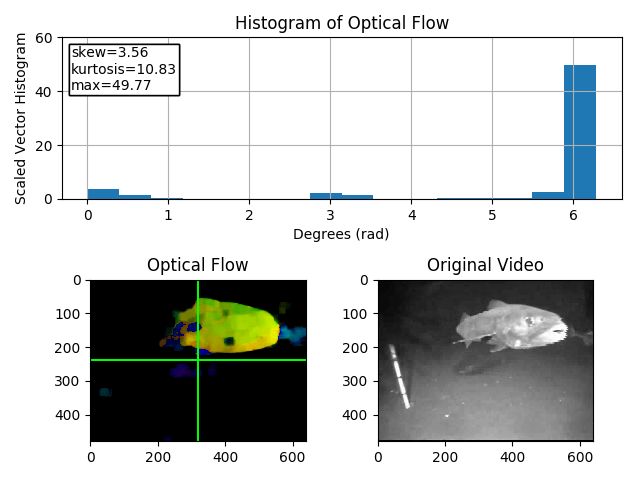 Histogram of Optical Flow
60
40
20
0
Scaled Vector Histogram
skew=3.56
kurtosis=10.83
max=49.77
0 1 2 3 4 5 6
Degrees (rad)
Optical Flow
0
100
200
300
400
0 200 400 600
Original Video
0
100
200
300
400
0 200 400 600